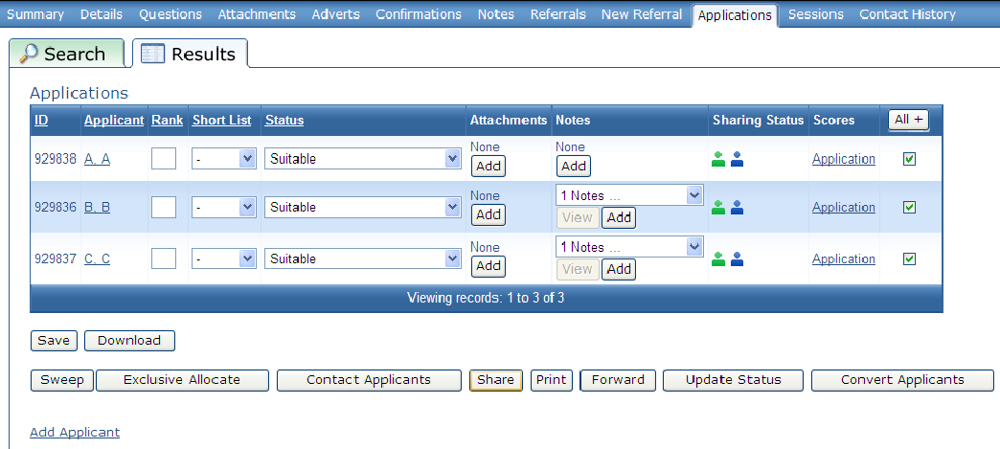 Summary Details Questions Attachments Adverts Confirmations Notes Referrals New Referral Applications Sessions Contact History
Search Results
Applications
ID Applicant Rank Short List Status Attachments Notes Sharing Status Scores All +
929838 A, A - Suitable None Add None Add Application
929836 B, B - Suitable None Add 1 Notes ... View Add Application
929837 C, C - Suitable None Add 1 Notes ... View Add Application
Viewing records: 1 to 3 of 3
Save Download
Sweep Exclusive Allocate Contact Applicants Share Print Forward Update Status Convert Applicants
Add Applicant